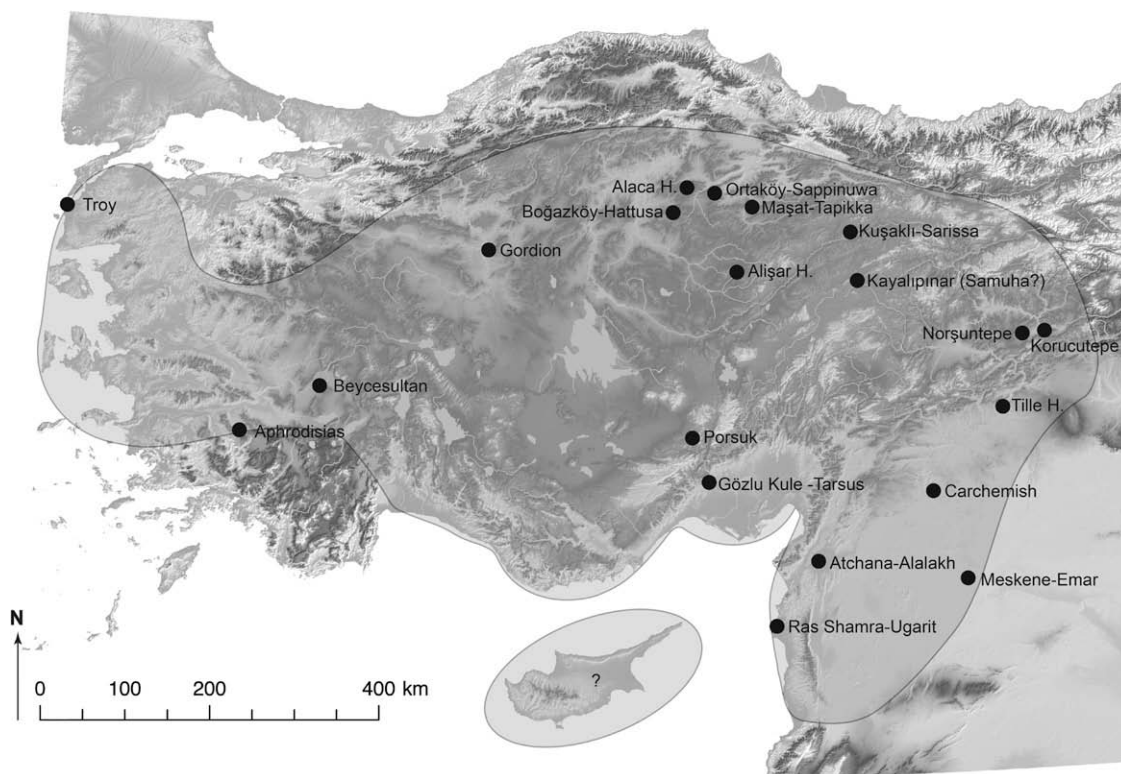 Troy
Alaca H.
Ortaköy-Sappinuwa
Boğazköy-Hattusa
Maşat-Tapikka
Kuşaklı-Sarissa
Gordion
Alişar H.
Kayalıpınar (Samuha?)
Norşuntepe
Korucutepe
Beycesultan
Tille H.
Aphrodisias
Porsuk
Gözlu Kule -Tarsus
Carchemish
Atchana-Alalakh
Meskene-Emar
Ras Shamra-Ugarit
N
?
0 100 200 400 km